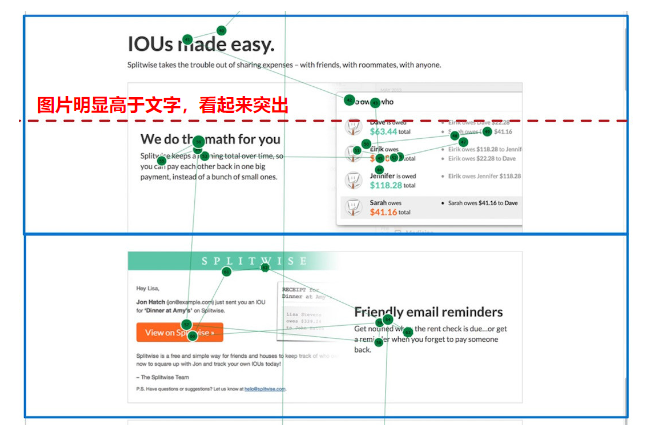 IOUs made easy.
Splitwise takes the trouble out of sharing expenses – with friends, with roommates, with anyone.
图片明显高于文字，看起来突出
who
Dave is owed
$63.44 total
Eirik owes $22.28
$41.16
We do the math for you
Splitwise keeps a running total over time, so
you can pay each other back in one big
payment, instead of a bunch of small ones.
Eirik owes
total
Eirik owes $118.28 to Jennifer
Eirik owes $22.28 to Dave
Jennifer is owed
$118.28 total
Eirik owes Jennifer $118.28
Sarah owes
$41.16 total
Sarah owes $41.16 to Dave
SPLITWISE
Hey Lisa,
Jon Hatch (jon@example.com) just sent you an IOU
for "Dinner at Amy's" on Splitwise.
View on Splitwise »
RECEIPT for
Dinner at Amy
Splitwise is a free and simple way for friends and houses to keep track of
now to square up with Jon and track your own IOUs today!
– The Splitwise Team
P.S. Have questions or suggestions? Let us know at hello@splitwise.com.
Friendly email reminders
Get notified when the rent check is due...or get
a reminder when you forget to pay someone
back.